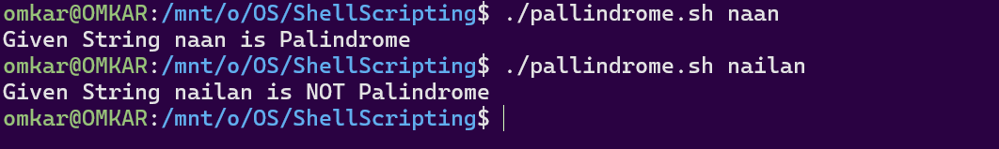 omkar@OMKAR:/mnt/o/OS/ShellScripting$ ./pallindrome.sh naan
Given String naan is Palindrome
omkar@OMKAR:/mnt/o/OS/ShellScripting$ ./pallindrome.sh nailan
Given String nailan is NOT Palindrome
omkar@OMKAR:/mnt/o/OS/ShellScripting$